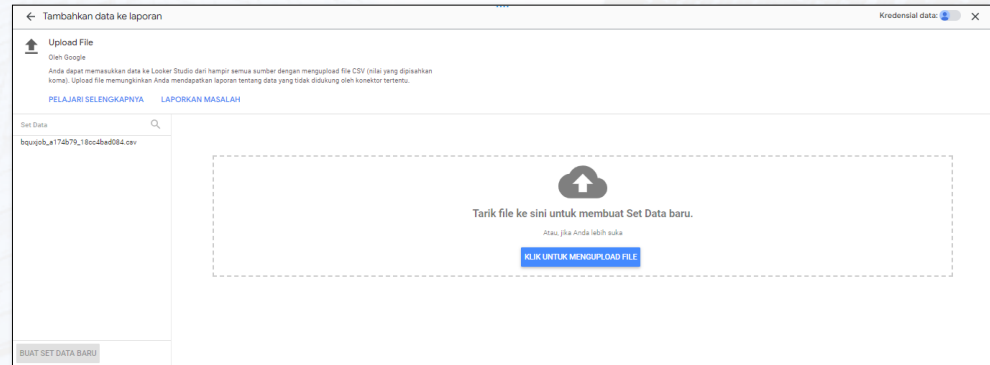 Tambahkan data ke laporan
Kredensial data:
Upload File
Oleh Google
Anda dapat memasukkan data ke Looker Studio dari hampir semua sumber dengan mengupload file CSV (nilai yang dipisahkan
koma). Upload file memungkinkan Anda mendapatkan laporan tentang data yang tidak didukung oleh konektor tertentu.
PELAJARI SELENGKAPNYA LAPORKAN MASALAH
Set Data
bquxjob_a174b79_18cc4bad084.csv
Tarik file ke sini untuk membuat Set Data baru.
Atau, jika Anda lebih suka
KLIK UNTUK MENGUPLOAD FILE
BUAT SET DATA BARU